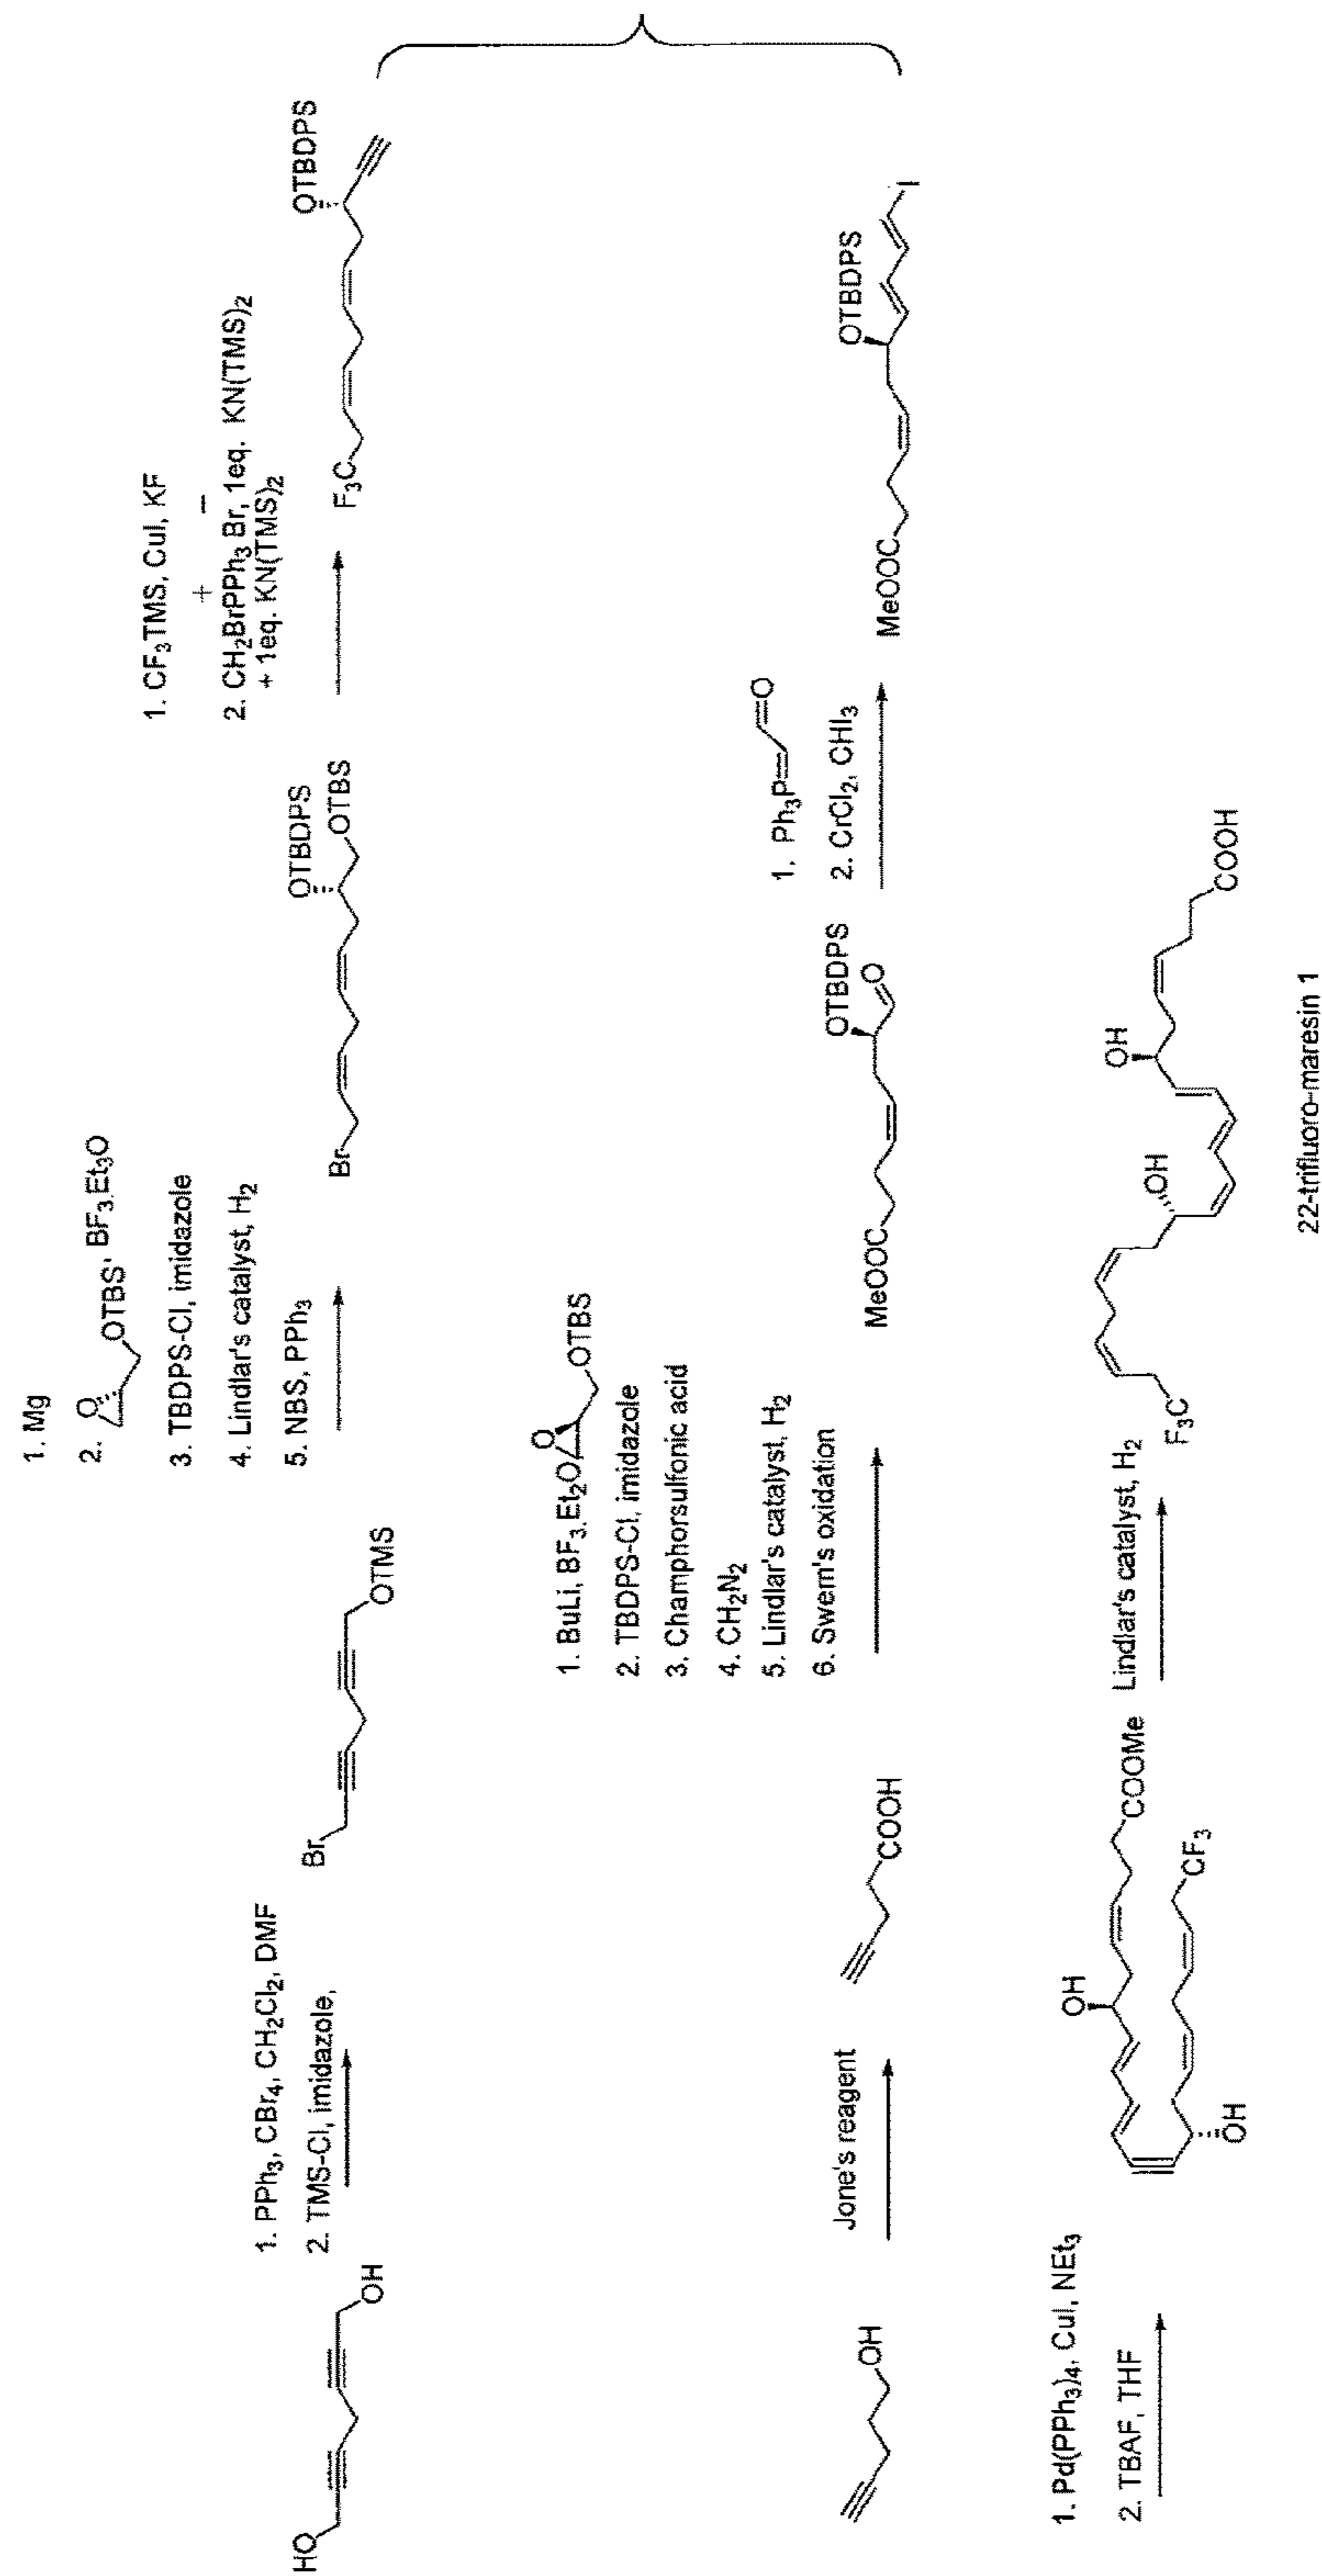 HO
OH
1. PPh3, CBr4, CH2Cl2, DMF
2. TMS-Cl, imidazole,
Br
OTMS
1. Mg
2. O OTBS, BF3.Et3O
3. TBDPS-Cl, imidazole
4. Lindlar's catalyst, H2
5. NBS, PPh3
Br
OTBDPS
OTBS
1. CF3TMS, CuI, KF
+ −
2. CH2BrPPh3 Br, 1eq. KN(TMS)2
+ 1eq. KN(TMS)2
F3C
OTBDPS
OH
Jone's reagent
COOH
1. BuLi, BF3.Et2O O OTBS
2. TBDPS-Cl, imidazole
3. Champhorsulfonic acid
4. CH2N2
5. Lindlar's catalyst, H2
6. Swern's oxidation
MeOOC
OTBDPS
O
1. Ph3P O
2. CrCl2, CHI3
MeOOC
OTBDPS
I
1. Pd(PPh3)4, CuI, NEt3
2. TBAF, THF
OH
COOMe
CF3
OH
Lindlar's catalyst, H2
F3C
OH
OH
COOH
22-trifluoro-maresin 1